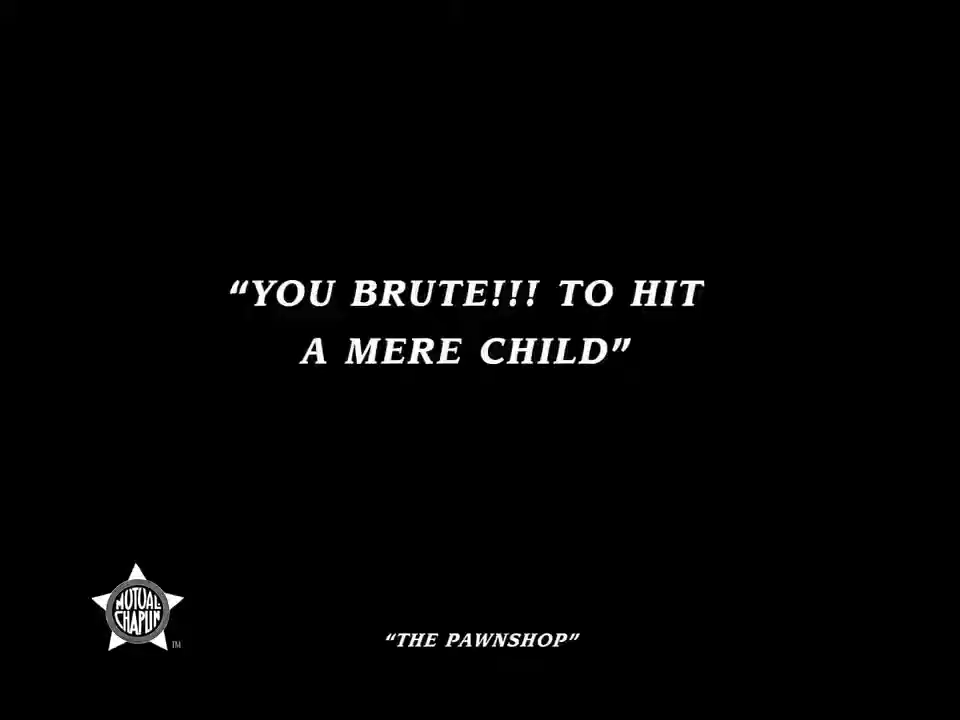 “YOU BRUTE!!! TO HIT
A MERE CHILD”
MUTUAL-
CHAPLIN
TM
“THE PAWNSHOP”